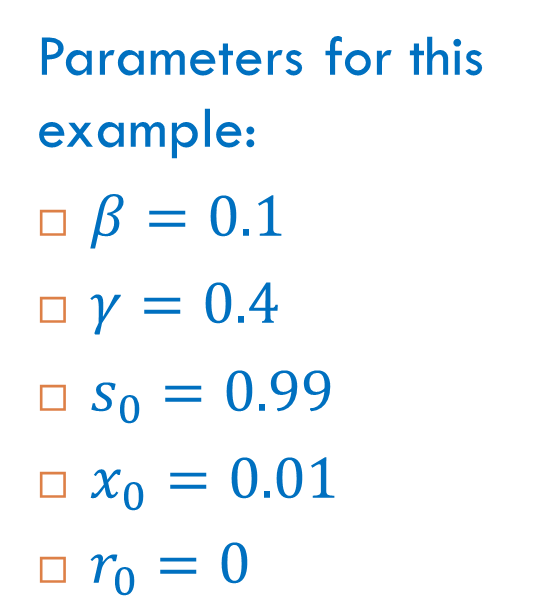 Parameters for this
example:
□ β = 0.1
□ γ = 0.4
□ s₀ = 0.99
□ x₀ = 0.01
□ r₀ = 0